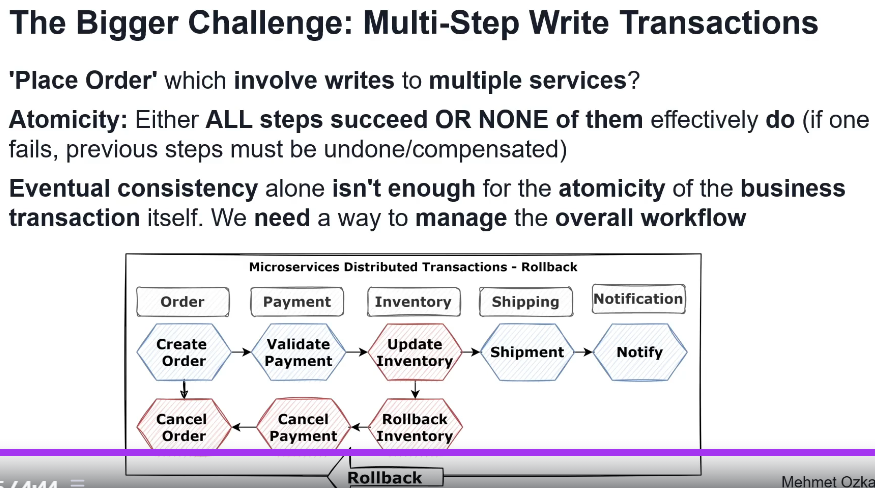 The Bigger Challenge: Multi-Step Write Transactions
'Place Order' which involve writes to multiple services?
Atomicity: Either ALL steps succeed OR NONE of them effectively do (if one
fails, previous steps must be undone/compensated)
Eventual consistency alone isn't enough for the atomicity of the business
transaction itself. We need a way to manage the overall workflow
Microservices Distributed Transactions - Rollback
Order
Payment
Inventory
Shipping
Notification
Create
Order
Validate
Payment
Update
Inventory
Shipment
Notify
Cancel
Order
Cancel
Payment
Rollback
Inventory
Rollback
Mehmet Ozka